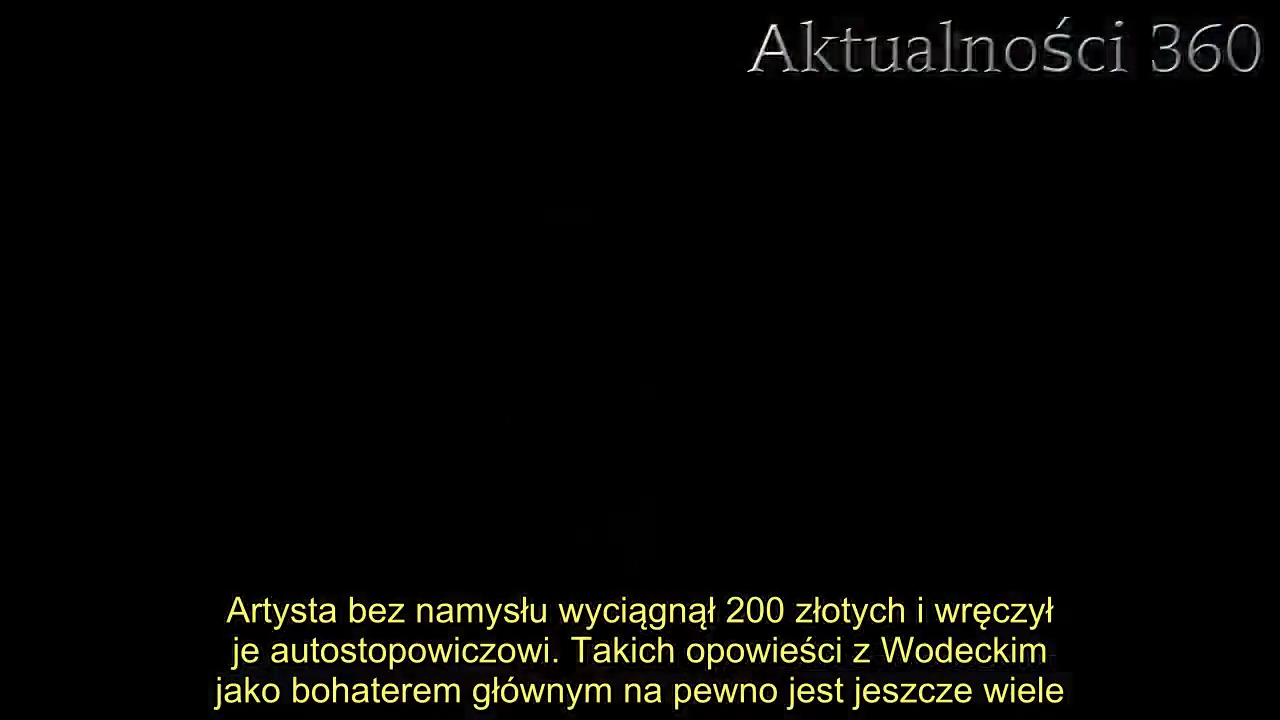 Aktualności 360
Artysta bez namysłu wyciągnął 200 złotych i wręczył
je autostopowiczowi. Takich opowieści z Wodeckim
jako bohaterem głównym na pewno jest jeszcze wiele